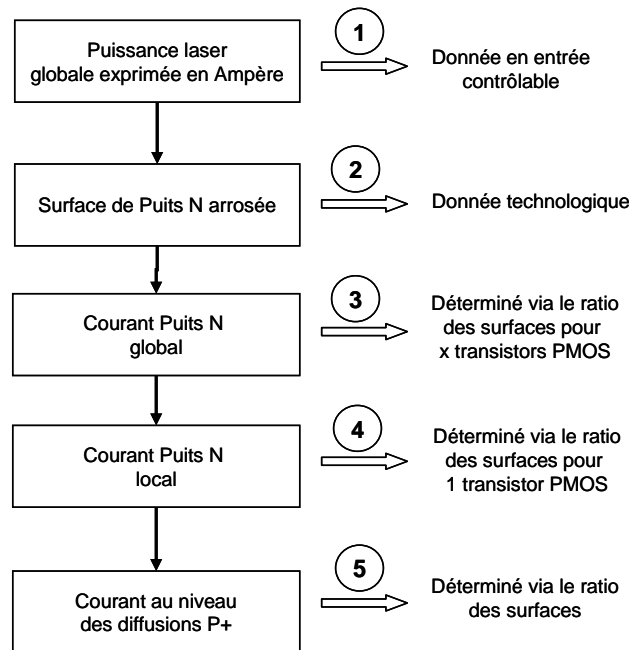 Puissance laser
globale exprimée en Ampère
1
Donnée en entrée
contrôlable
Surface de Puits N arrosée
2
Donnée technologique
Courant Puits N
global
3
Déterminé via le ratio
des surfaces pour
x transistors PMOS
Courant Puits N
local
4
Déterminé via le ratio
des surfaces pour
1 transistor PMOS
Courant au niveau
des diffusions P+
5
Déterminé via le ratio
des surfaces